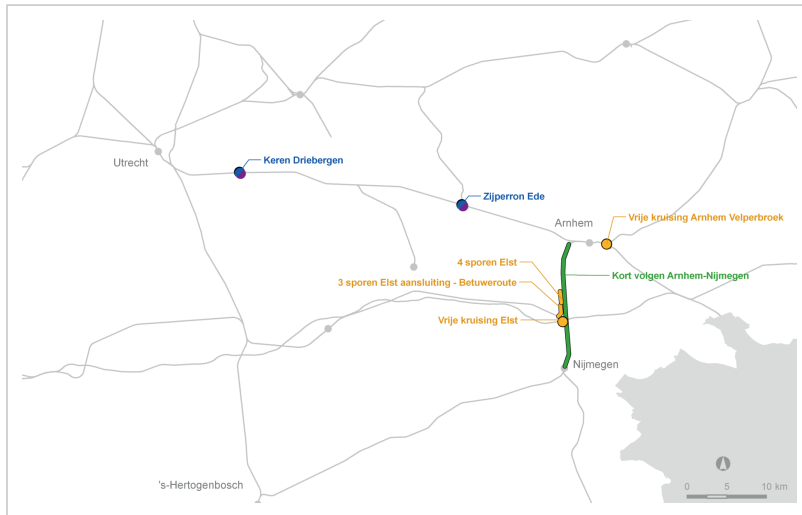 Utrecht
Keren Driebergen
Zijperron Ede
Arnhem
Vrije kruising Arnhem Velperbroek
4 sporen Elst
Kort volgen Arnhem-Nijmegen
3 sporen Elst aansluiting - Betuweroute
Vrije kruising Elst
Nijmegen
's-Hertogenbosch
0 5 10 km